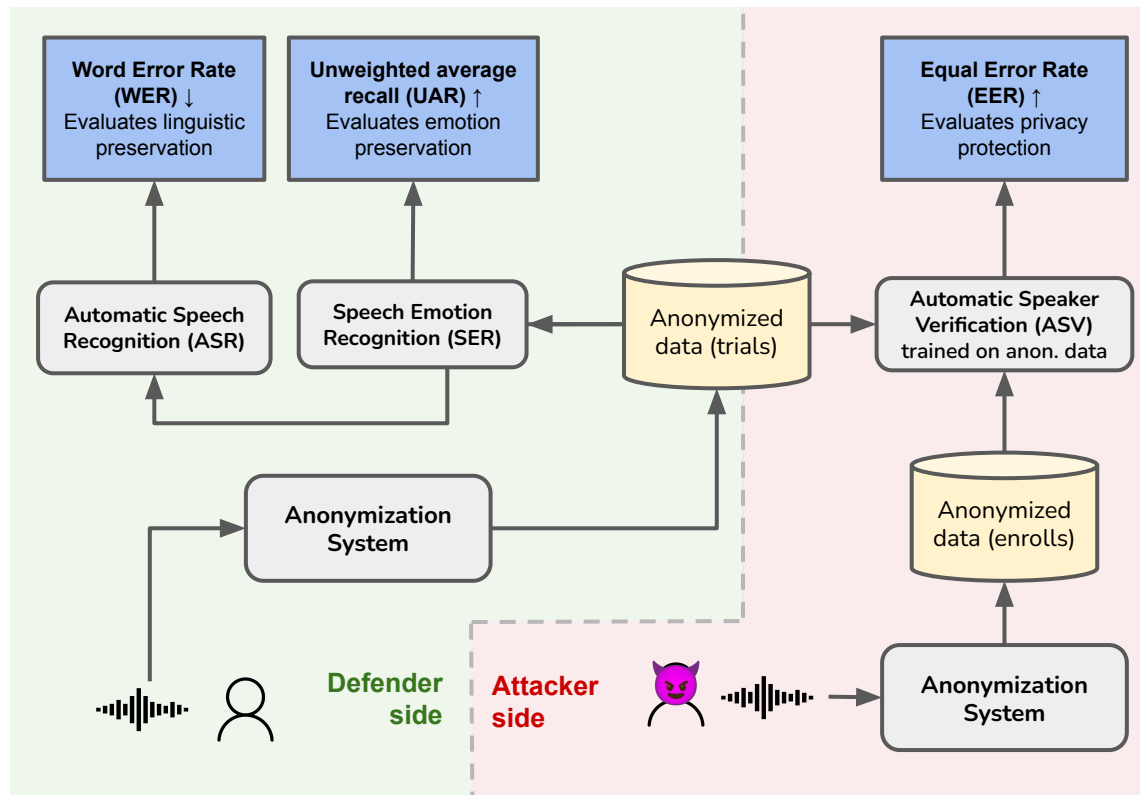 Word Error Rate
(WER) ↓
Evaluates linguistic
preservation
Unweighted average
recall (UAR) ↑
Evaluates emotion
preservation
Equal Error Rate
(EER) ↑
Evaluates privacy
protection
Automatic Speech
Recognition (ASR)
Speech Emotion
Recognition (SER)
Anonymized
data (trials)
Automatic Speaker
Verification (ASV)
trained on anon. data
Anonymization
System
Anonymized
data (enrolls)
Defender
side
Attacker
side
Anonymization
System